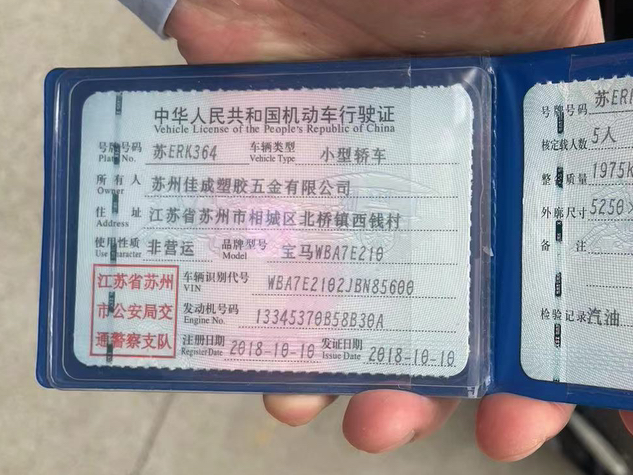 中华人民共和国机动车行驶证
Vehicle License of the People's Republic of China
号牌号码 苏ERK364 车辆类型 小型轿车
Plate No. Vehicle Type
所有人 苏州佳成塑胶五金有限公司
Owner
住址 江苏省苏州市相城区北桥镇西钱村
Address
使用性质 非营运 品牌型号 宝马WBA7E210
Use Character Model
江苏省苏州
市公安局交
通警察支队
车辆识别代号 WBA7E2102JBN85600
VIN
发动机号码 13345370B58B30A
Engine No.
注册日期 2018-10-10 发证日期 2018-10-10
Register Date Issue Date
号牌号码 苏ER
核定载人数 5人
整备质量 1975K
外廓尺寸 5250
备注
检验记录 汽油